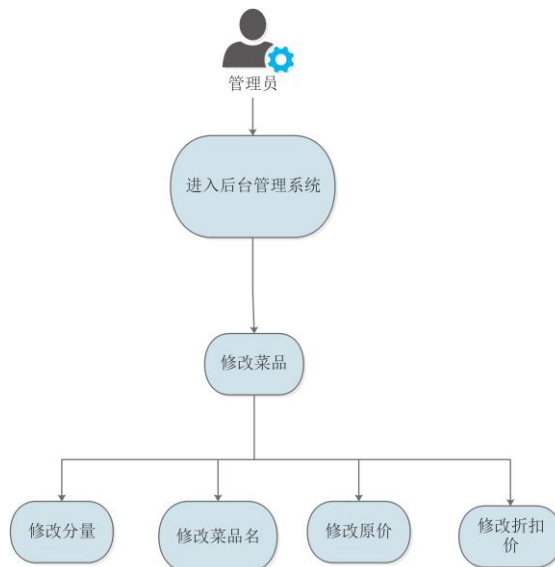 管理员
进入后台管理系统
修改菜品
修改分量
修改菜品名
修改原价
修改折扣
价